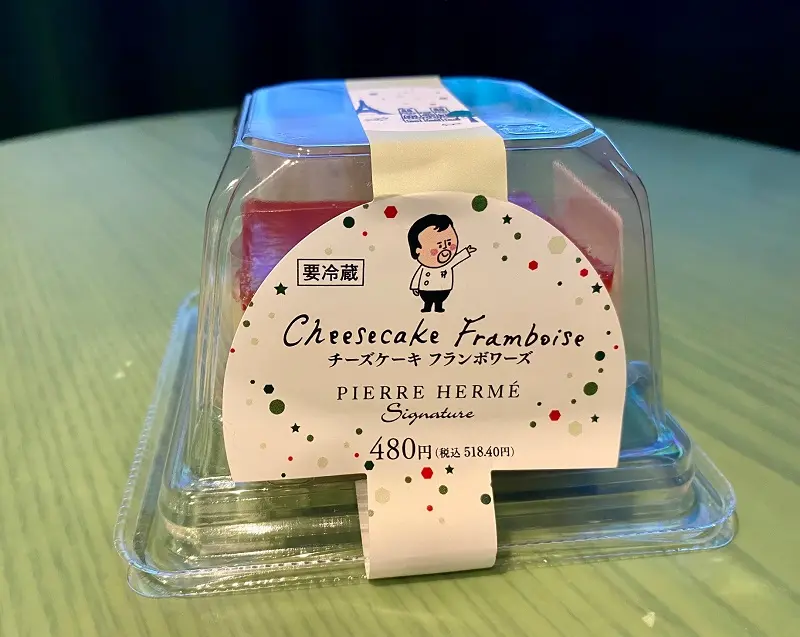 要冷蔵
Cheesecake Framboise
チーズケーキ フランボワーズ
PIERRE HERMÉ
Signature
480円(税込 518.40円)